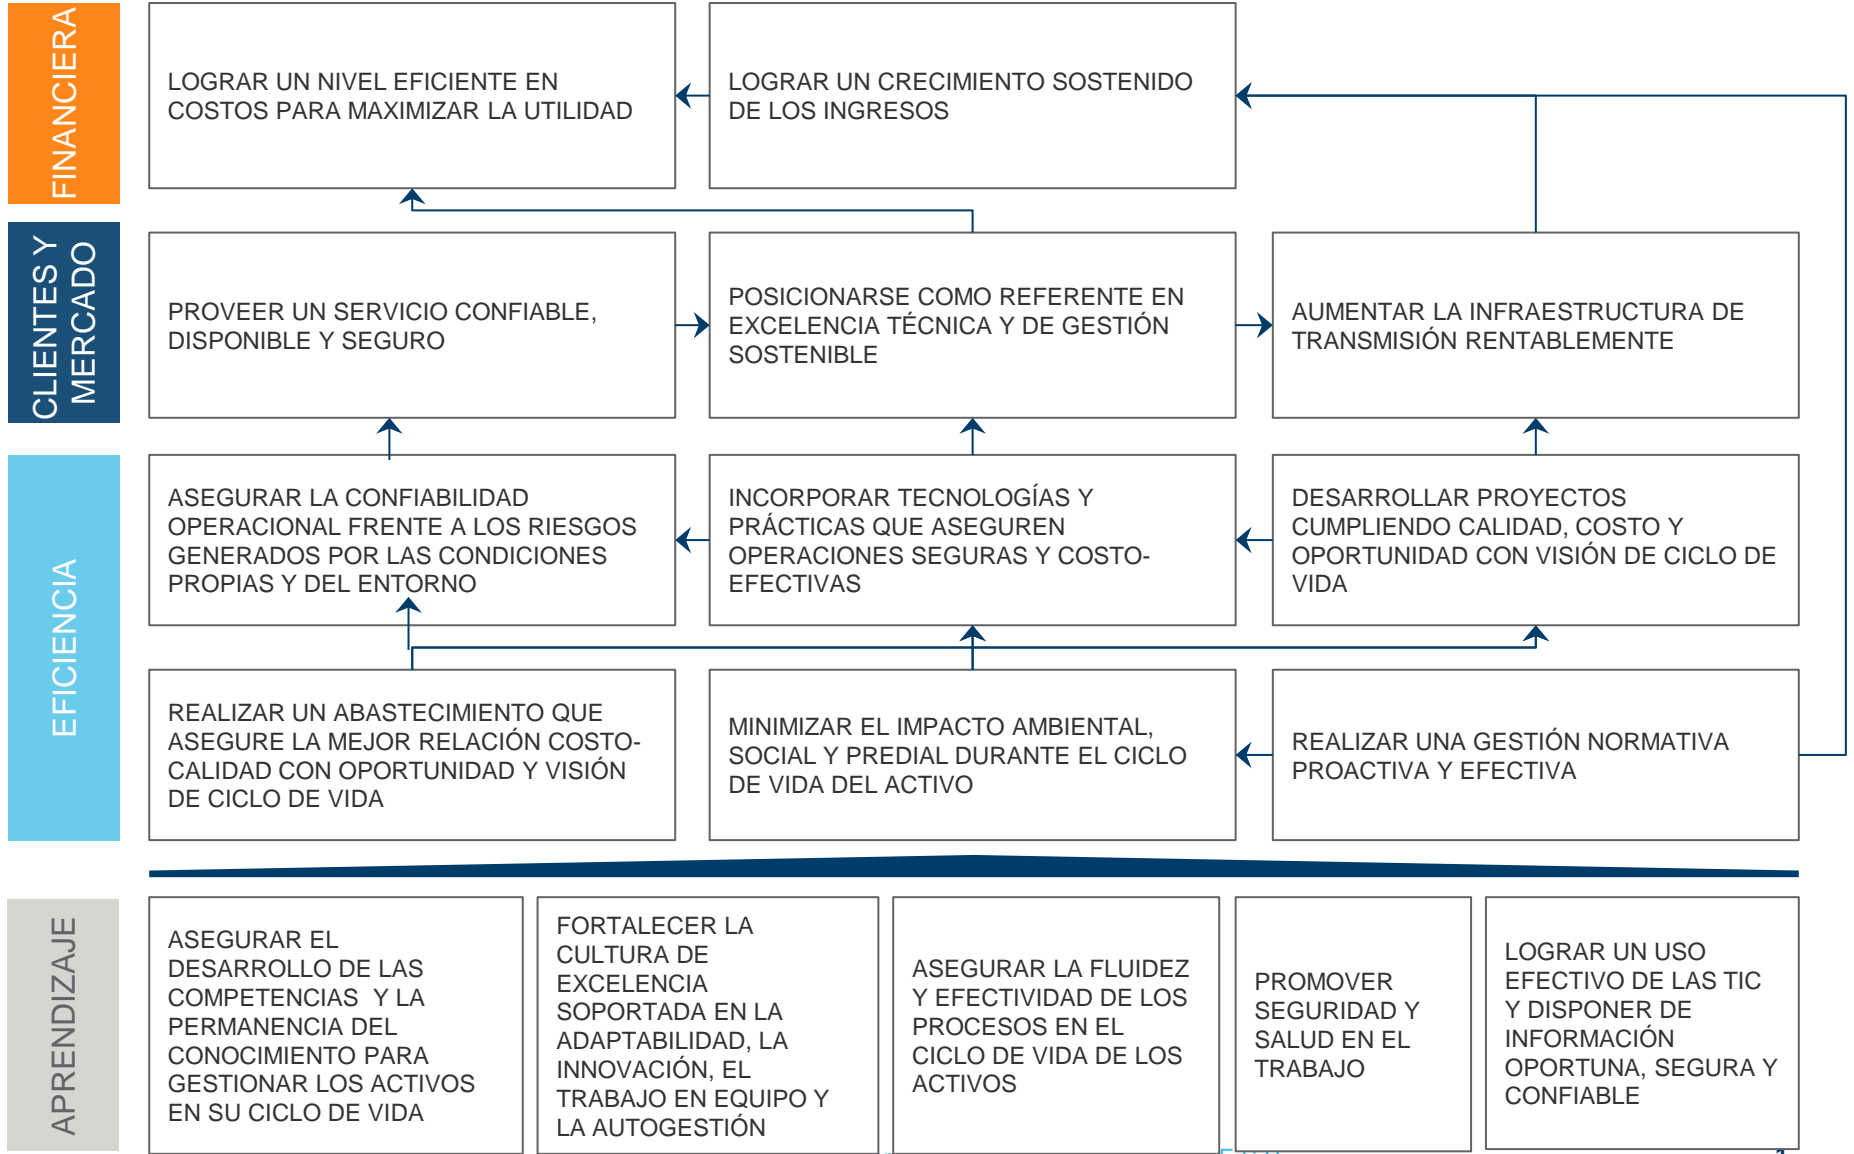 FINANCIERA
LOGRAR UN NIVEL EFICIENTE EN
COSTOS PARA MAXIMIZAR LA UTILIDAD
LOGRAR UN CRECIMIENTO SOSTENIDO
DE LOS INGRESOS
CLIENTES Y
MERCADO
PROVEER UN SERVICIO CONFIABLE,
DISPONIBLE Y SEGURO
POSICIONARSE COMO REFERENTE EN
EXCELENCIA TÉCNICA Y DE GESTIÓN
SOSTENIBLE
AUMENTAR LA INFRAESTRUCTURA DE
TRANSMISIÓN RENTABLEMENTE
EFICIENCIA
ASEGURAR LA CONFIABILIDAD
OPERACIONAL FRENTE A LOS RIESGOS
GENERADOS POR LAS CONDICIONES
PROPIAS Y DEL ENTORNO
INCORPORAR TECNOLOGÍAS Y
PRÁCTICAS QUE ASEGUREN
OPERACIONES SEGURAS Y COSTO-
EFECTIVAS
DESARROLLAR PROYECTOS
CUMPLIENDO CALIDAD, COSTO Y
OPORTUNIDAD CON VISIÓN DE CICLO DE
VIDA
REALIZAR UN ABASTECIMIENTO QUE
ASEGURE LA MEJOR RELACIÓN COSTO-
CALIDAD CON OPORTUNIDAD Y VISIÓN
DE CICLO DE VIDA
MINIMIZAR EL IMPACTO AMBIENTAL,
SOCIAL Y PREDIAL DURANTE EL CICLO
DE VIDA DEL ACTIVO
REALIZAR UNA GESTIÓN NORMATIVA
PROACTIVA Y EFECTIVA
APRENDIZAJE
ASEGURAR EL
DESARROLLO DE LAS
COMPETENCIAS Y LA
PERMANENCIA DEL
CONOCIMIENTO PARA
GESTIONAR LOS ACTIVOS
EN SU CICLO DE VIDA
FORTALECER LA
CULTURA DE
EXCELENCIA
SOPORTADA EN LA
ADAPTABILIDAD, LA
INNOVACIÓN, EL
TRABAJO EN EQUIPO Y
LA AUTOGESTIÓN
ASEGURAR LA FLUIDEZ
Y EFECTIVIDAD DE LOS
PROCESOS EN EL
CICLO DE VIDA DE LOS
ACTIVOS
PROMOVER
SEGURIDAD Y
SALUD EN EL
TRABAJO
LOGRAR UN USO
EFECTIVO DE LAS TIC
Y DISPONER DE
INFORMACIÓN
OPORTUNA, SEGURA Y
CONFIABLE